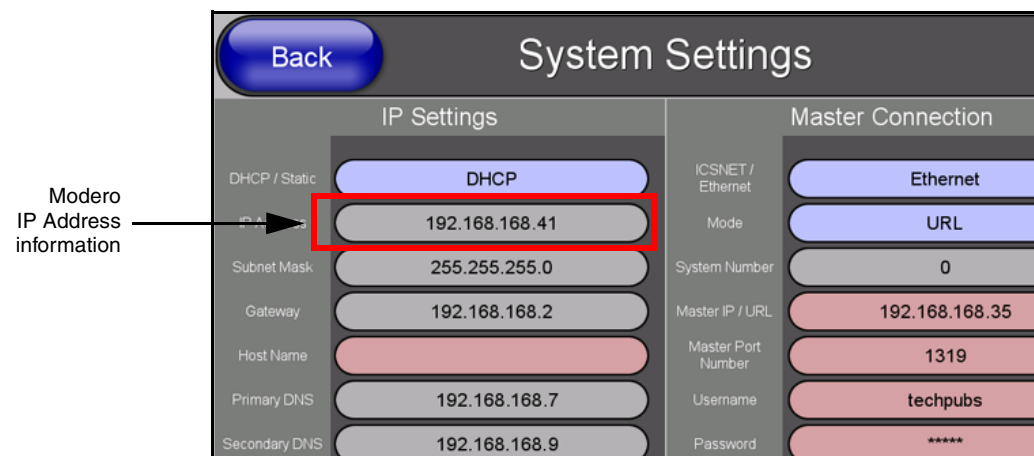 Back
System Settings
IP Settings
DHCP / Static
DHCP
192.168.168.41
Subnet Mask
255.255.255.0
Gateway
192.168.168.2
Host Name
Primary DNS
192.168.168.7
Secondary DNS
192.168.168.9
Master Connection
ICSNET /
Ethernet
Ethernet
Mode
URL
System Number
0
Master IP / URL
192.168.168.35
Master Port
Number
1319
Username
techpubs
Password
*****
Modero
IP Address
information